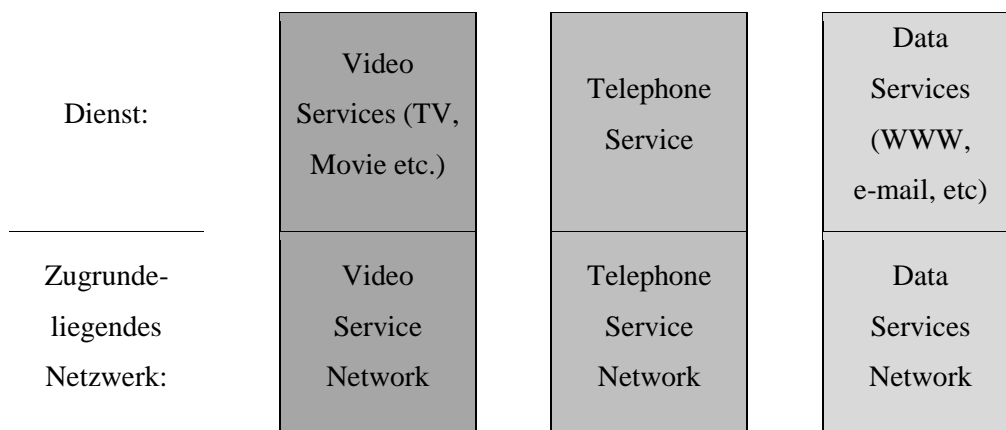 Dienst:
Video
Services (TV,
Movie etc.)
Telephone
Service
Data
Services
(WWW,
e-mail, etc)
Zugrunde-
liegendes
Netzwerk:
Video
Service
Network
Telephone
Service
Network
Data
Services
Network